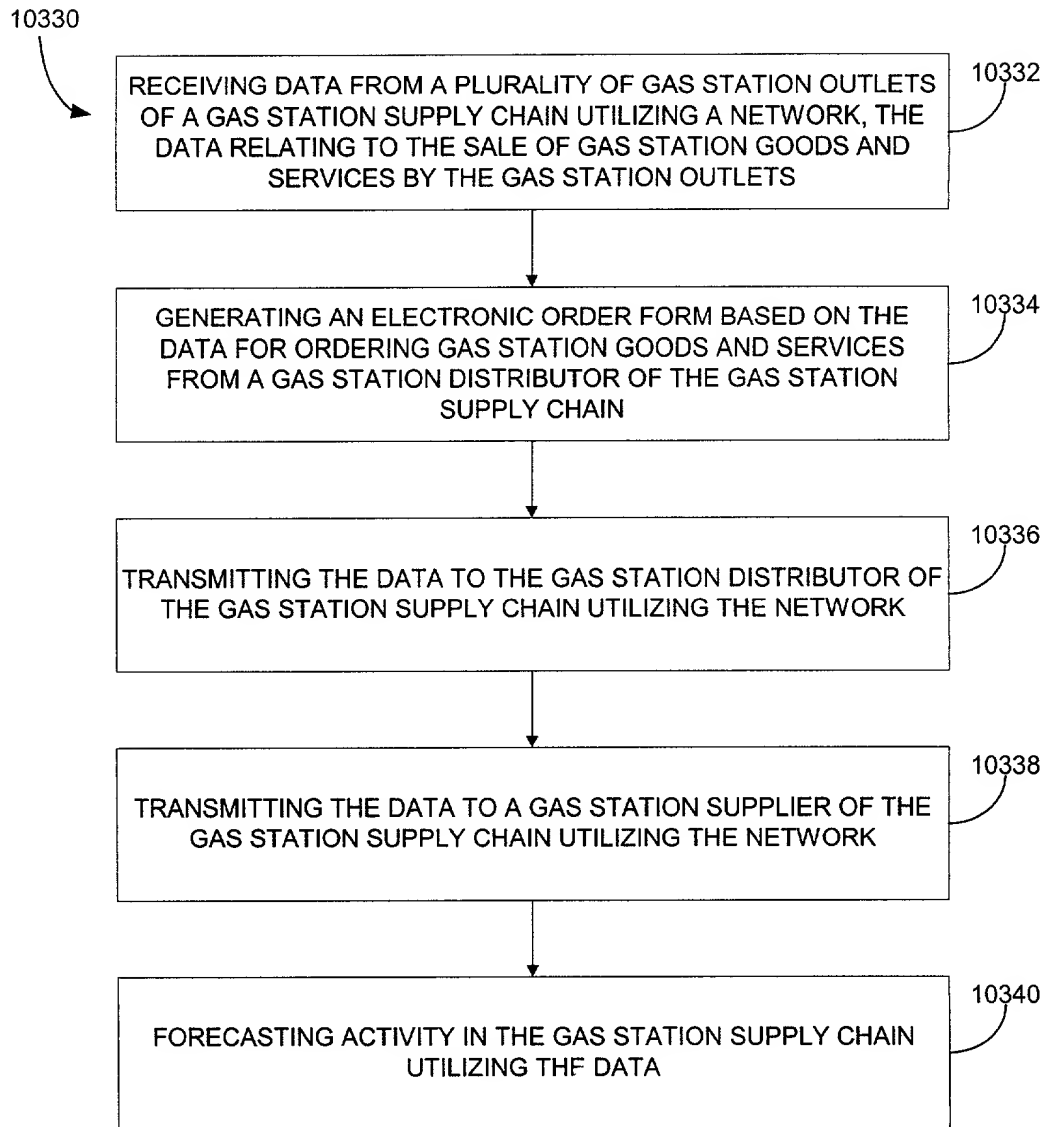 10330
RECEIVING DATA FROM A PLURALITY OF GAS STATION OUTLETS
OF A GAS STATION SUPPLY CHAIN UTILIZING A NETWORK, THE
DATA RELATING TO THE SALE OF GAS STATION GOODS AND
SERVICES BY THE GAS STATION OUTLETS
10332
GENERATING AN ELECTRONIC ORDER FORM BASED ON THE
DATA FOR ORDERING GAS STATION GOODS AND SERVICES
FROM A GAS STATION DISTRIBUTOR OF THE GAS STATION
SUPPLY CHAIN
10334
TRANSMITTING THE DATA TO THE GAS STATION DISTRIBUTOR OF
THE GAS STATION SUPPLY CHAIN UTILIZING THE NETWORK
10336
TRANSMITTING THE DATA TO A GAS STATION SUPPLIER OF THE
GAS STATION SUPPLY CHAIN UTILIZING THE NETWORK
10338
FORECASTING ACTIVITY IN THE GAS STATION SUPPLY CHAIN
UTILIZING THE DATA
10340